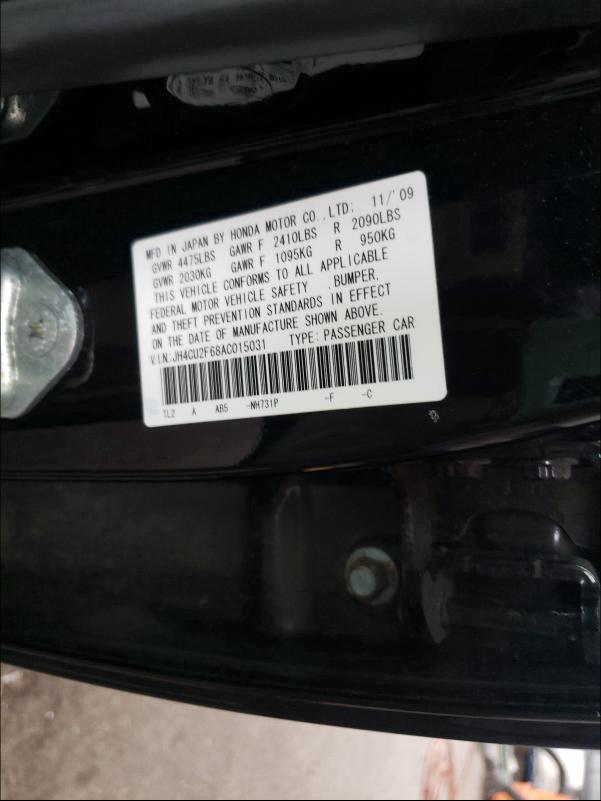 MFD. IN JAPAN BY HONDA MOTOR CO.,LTD; 11/'09
GVWR 4475LBS GAWR F 2410LBS R 2090LBS
GVWR 2030KG GAWR F 1095KG R 950KG
THIS VEHICLE CONFORMS TO ALL APPLICABLE
FEDERAL MOTOR VEHICLE SAFETY ,BUMPER,
AND THEFT PREVENTION STANDARDS IN EFFECT
ON THE DATE OF MANUFACTURE SHOWN ABOVE.
V.I.N:JH4CU2F68AC015031 TYPE: PASSENGER CAR
TL2 A AB5 -NH731P -F -C